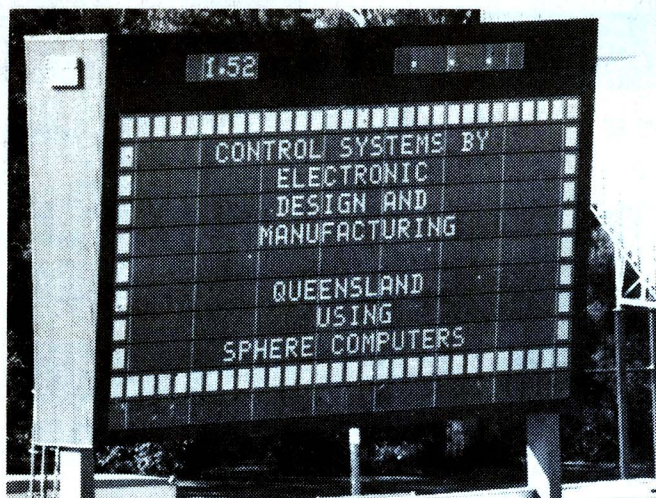 1.52
CONTROL SYSTEMS BY
ELECTRONIC
DESIGN AND
MANUFACTURING
QUEENSLAND
USING
SPHERE COMPUTERS